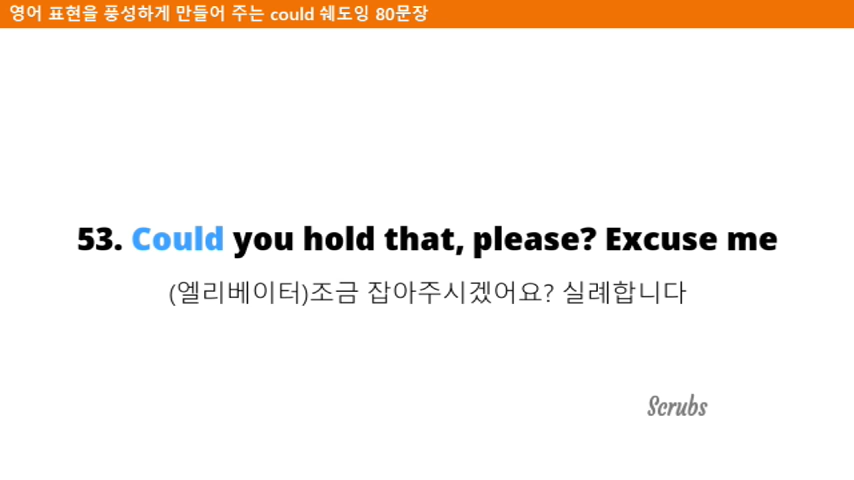 영어 표현을 풍성하게 만들어 주는 could 쉐도잉 80문장
53. Could you hold that, please? Excuse me
(엘리베이터)조금 잡아주시겠어요? 실례합니다
Scrubs